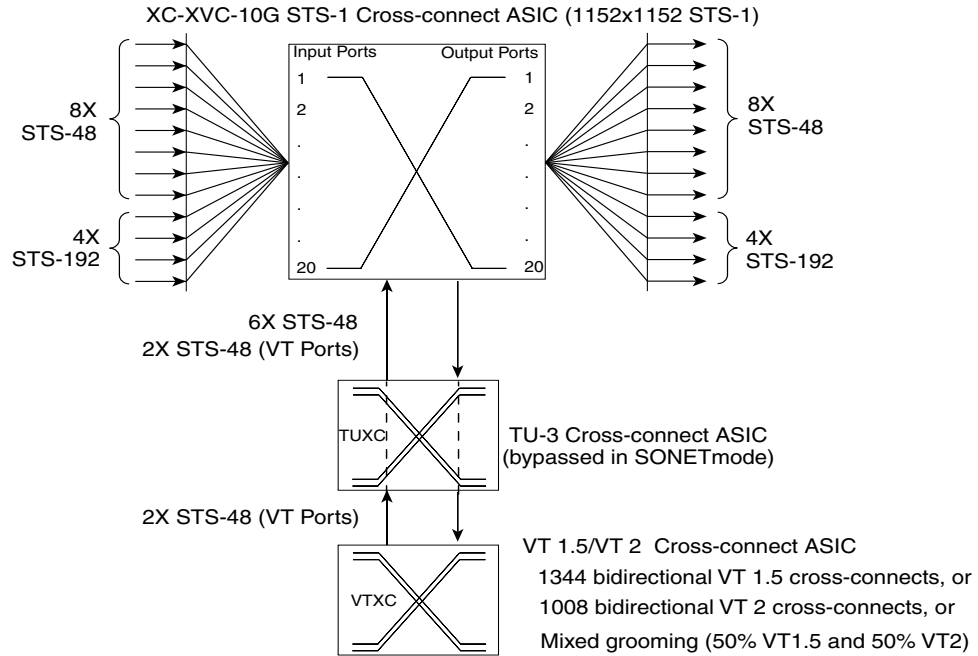 XC-XVC-10G STS-1 Cross-connect ASIC (1152x1152 STS-1)
Input Ports
Output Ports
1
1
2
2
8X
STS-48
8X
STS-48
.
.
.
.
.
.
.
.
4X
STS-192
4X
STS-192
20
20
6X STS-48
2X STS-48 (VT Ports)
TUXC
TU-3 Cross-connect ASIC
(bypassed in SONETmode)
2X STS-48 (VT Ports)
VTXC
VT 1.5/VT 2 Cross-connect ASIC
1344 bidirectional VT 1.5 cross-connects, or
1008 bidirectional VT 2 cross-connects, or
Mixed grooming (50% VT1.5 and 50% VT2)